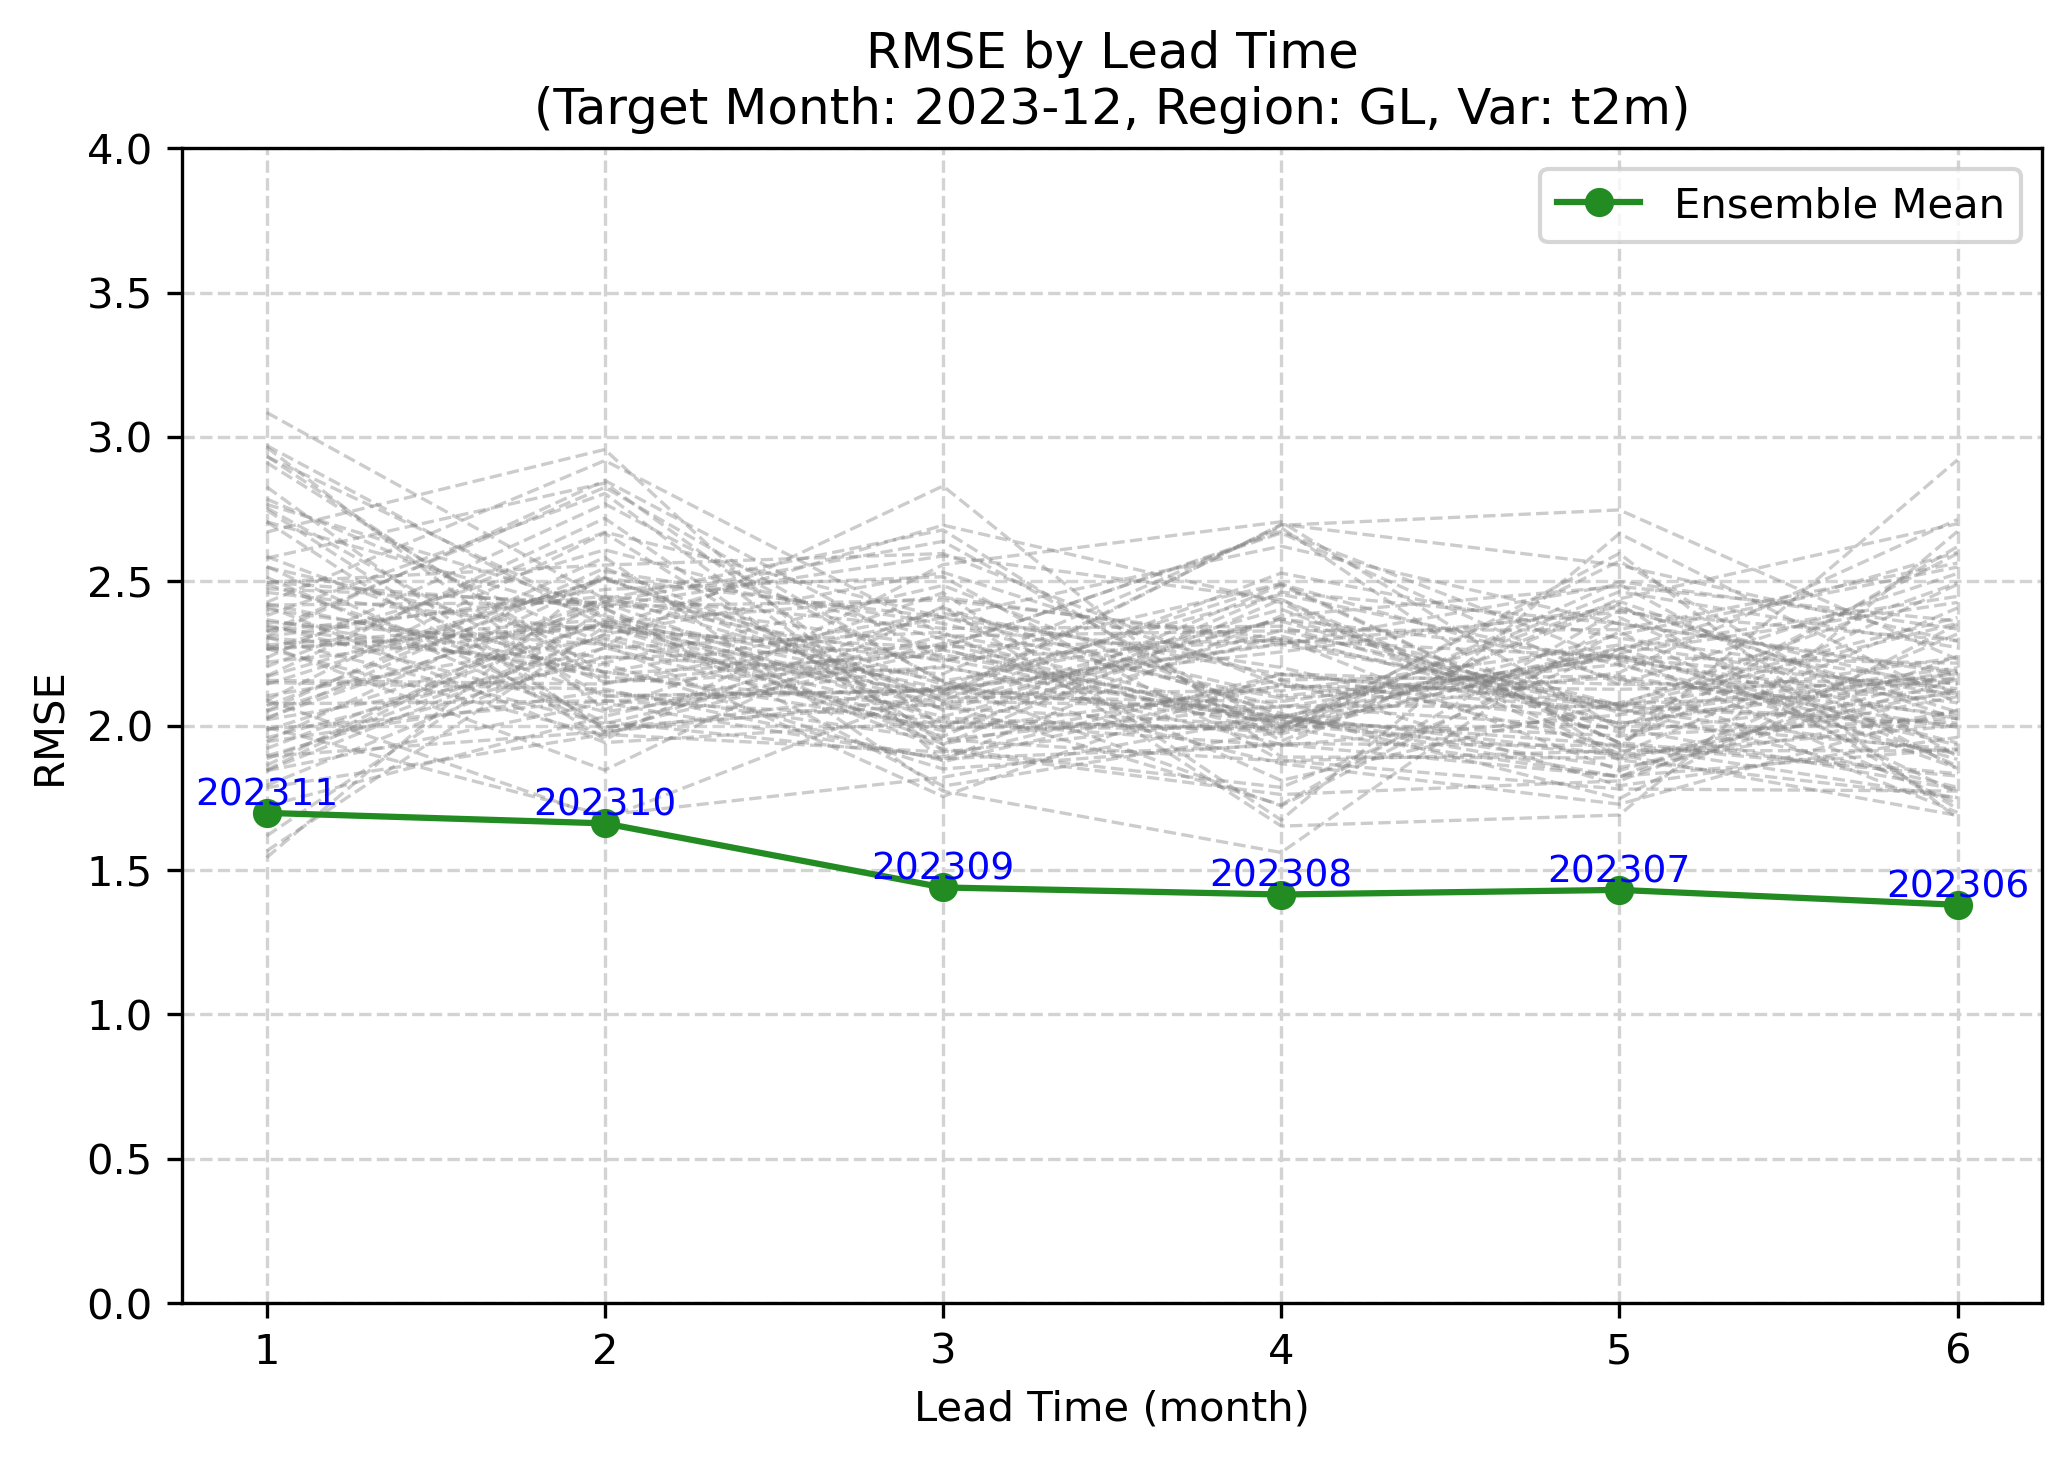 RMSE by Lead Time
(Target Month: 2023-12, Region: GL, Var: t2m)
Ensemble Mean
RMSE
4.0
3.5
3.0
2.5
2.0
1.5
1.0
0.5
0.0
202311
202310
202309
202308
202307
202306
1 2 3 4 5 6
Lead Time (month)